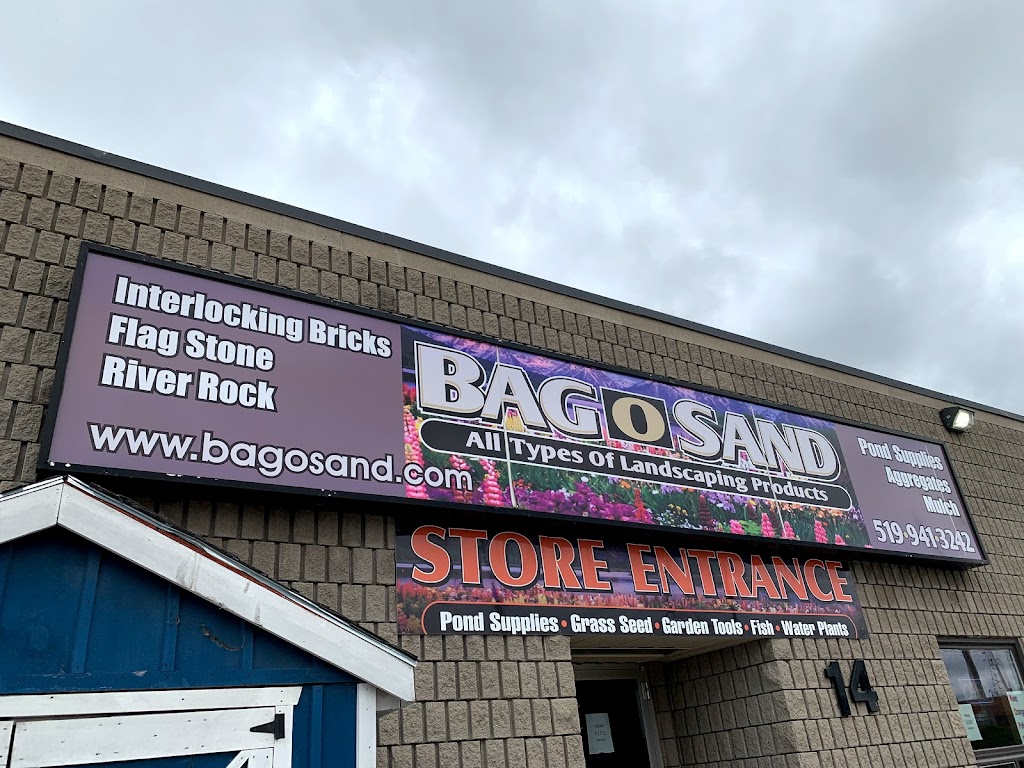 Interlocking Bricks
Flag Stone
River Rock
www.bagosand.com
BAG O SAND
All Types Of Landscaping Products
Pond Supplies
Aggregates
Mulch
519-941-3242
STORE ENTRANCE
Pond Supplies • Grass Seed • Garden Tools • Fish • Water Plants
14